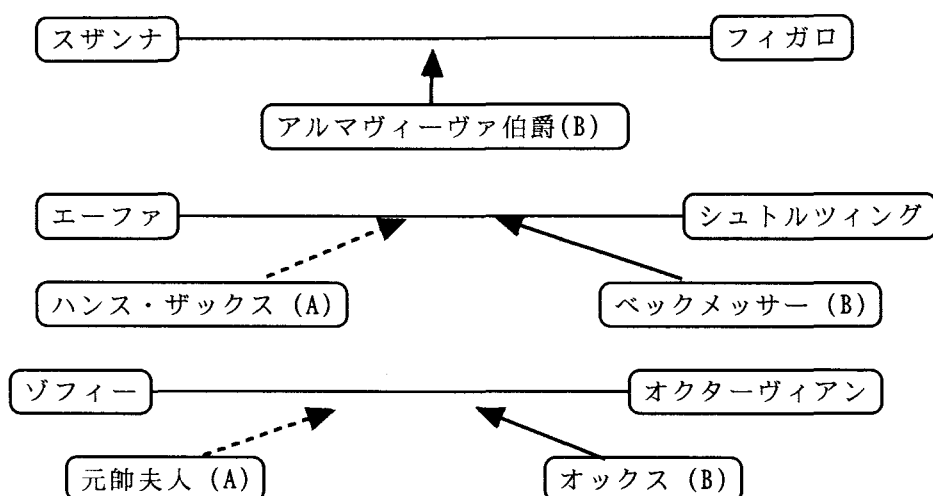 スザンナ フィガロ
アルマヴィーヴァ伯爵(B)
エーファ シュトルツィング
ハンス・ザックス (A) ベックメッサー (B)
ゾフィー オクターヴィアン
元帥夫人 (A) オックス (B)